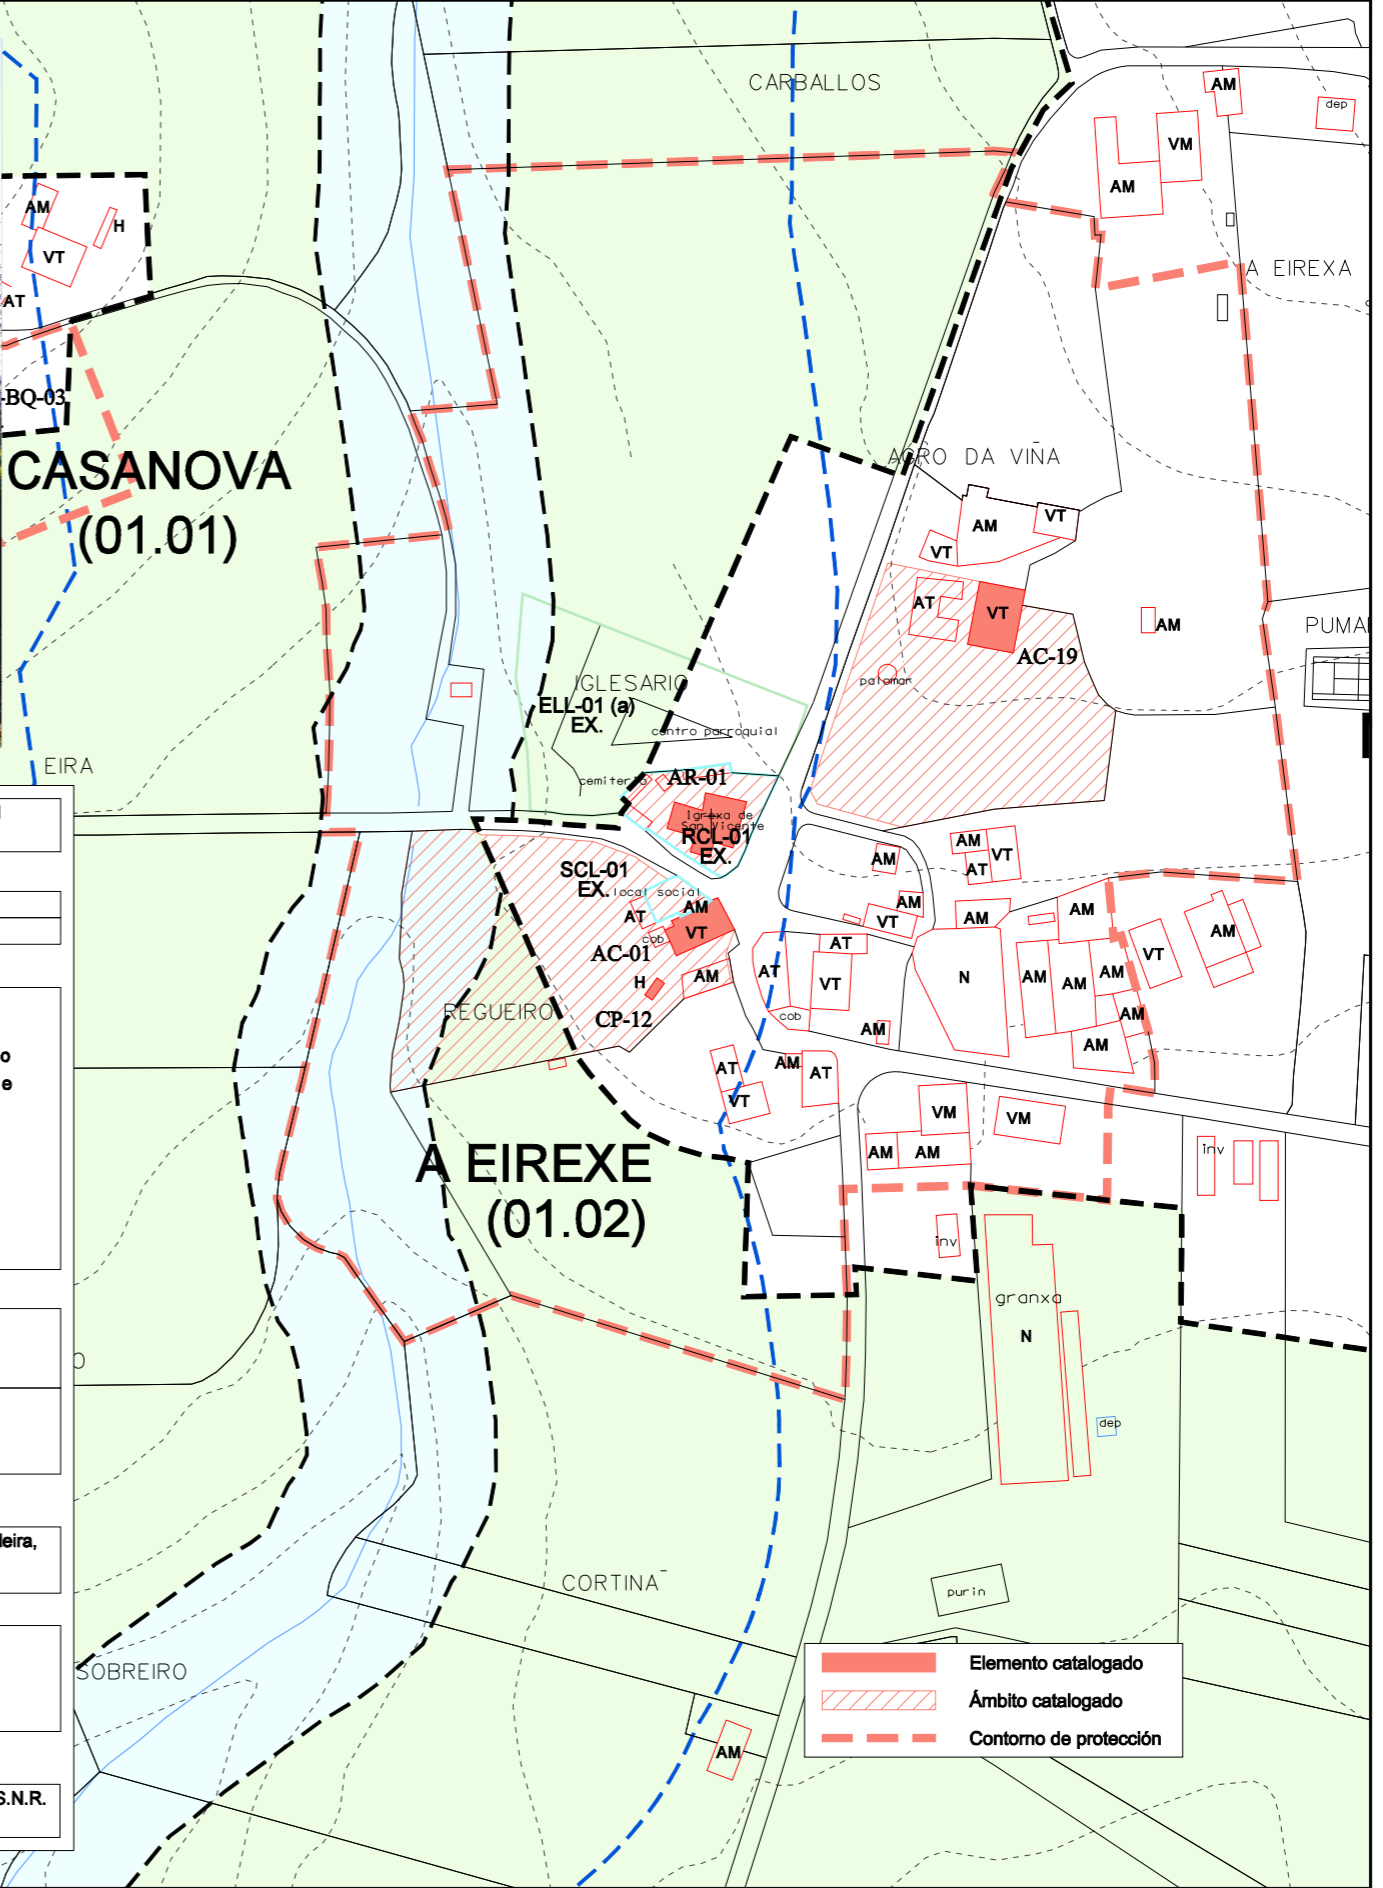 CARBALLOS
AM
dep
VM
AM
AM
H
VT
AT
A EIREXA
-BQ-03
CASANOVA
(01.01)
AGRO DA VIÑA
AM
VT
VT
AT
VT
AM
PUMA
AC-19
palomar
IGLESARIO
ELL-01 (a)
EX.
centro parroquial
EIRA
cemiterio
AR-01
Igrexa de
San Vicente
RCL-01
EX.
SCL-01
EX.
local social
AM
AM
VT
AT
AT
AM
VT
cob
AC-01
AM
VT
AM
AM
AM
VT
AT
AT
VT
N
AM
AM
AM
AM
AM
H
AM
REGUEIRO
CP-12
cob
AM
o
e
AT
VT
AM
AT
VM
VM
AM
AM
inv
A EIREXE
(01.02)
inv
granxa
N
O
dep
leira,
CORTINA
purin
SOBREIRO
AM
S.N.R.
Elemento catalogado
Ámbito catalogado
Contorno de protección